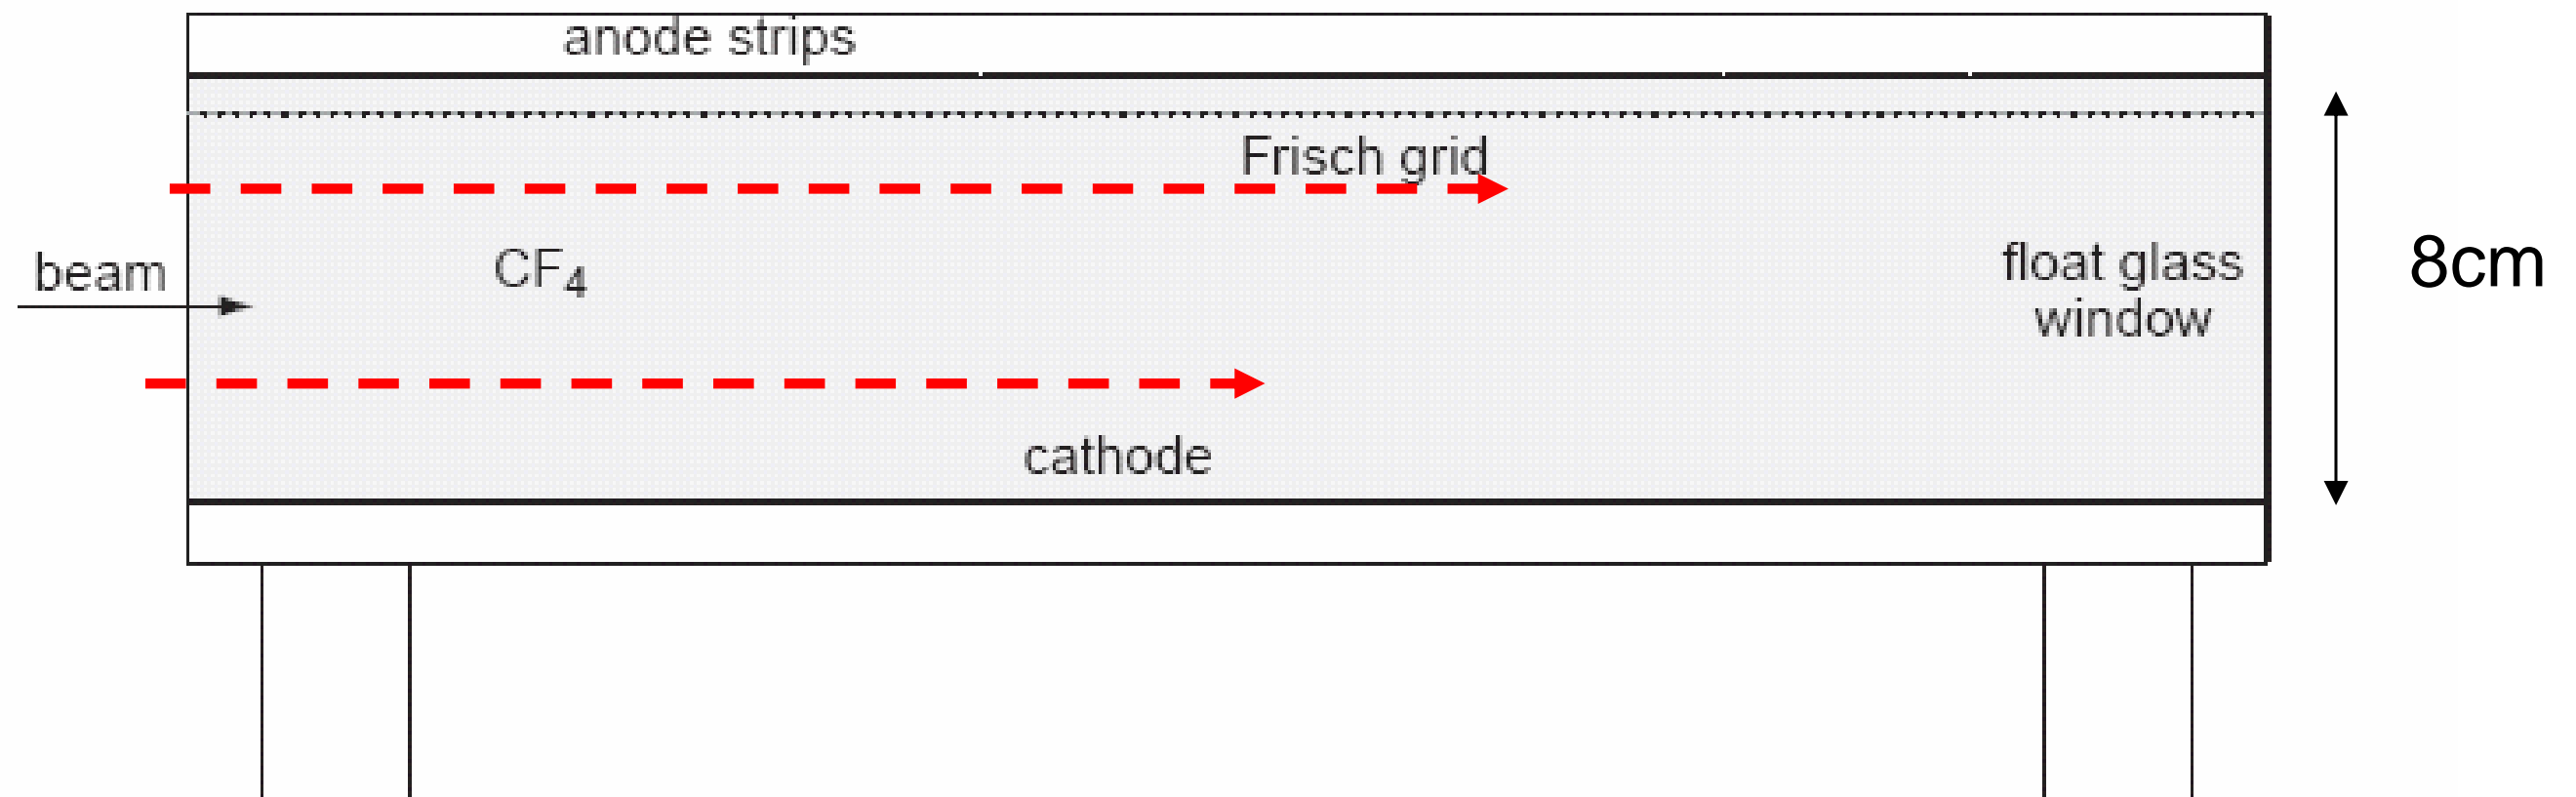 anode strips
Frisch grid
beam
CF₄
float glass
window
8cm
cathode